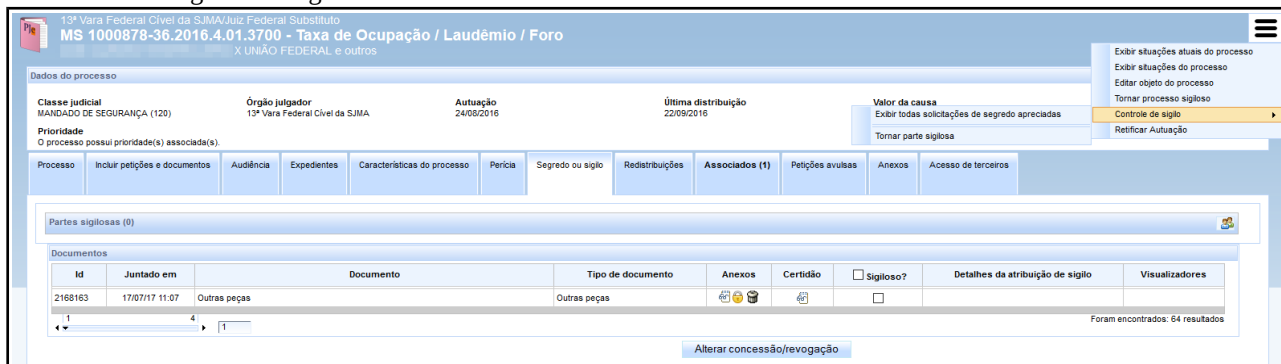 13ª Vara Federal Cível da SJMA/Juiz Federal Substituto
MS 1000878-36.2016.4.01.3700 - Taxa de Ocupação / Laudêmio / Foro
X UNIÃO FEDERAL e outros
Exibir situações atuais do processo
Exibir situações do processo
Editar objeto do processo
Tornar processo sigiloso
Controle de sigilo
Retificar Autuação
Exibir todas solicitações de segredo apreciadas
Tornar parte sigilosa
Dados do processo
Classe judicial Órgão julgador Autuação Última distribuição Valor da causa
MANDADO DE SEGURANÇA (120) 13ª Vara Federal Cível da SJMA 24/08/2016 22/09/2016
Prioridade
O processo possui prioridade(s) associada(s).
Processo Incluir petições e documentos Audiência Expedientes Características do processo Perícia Segredo ou sigilo Redistribuições Associados (1) Petições avulsas Anexos Acesso de terceiros
Partes sigilosas (0)
Documentos
Id Juntado em Documento Tipo de documento Anexos Certidão Sigiloso? Detalhes da atribuição de sigilo Visualizadores
2168163 17/07/17 11:07 Outras peças Outras peças
1 4
1
Foram encontrados: 64 resultados
Alterar concessão/revogação